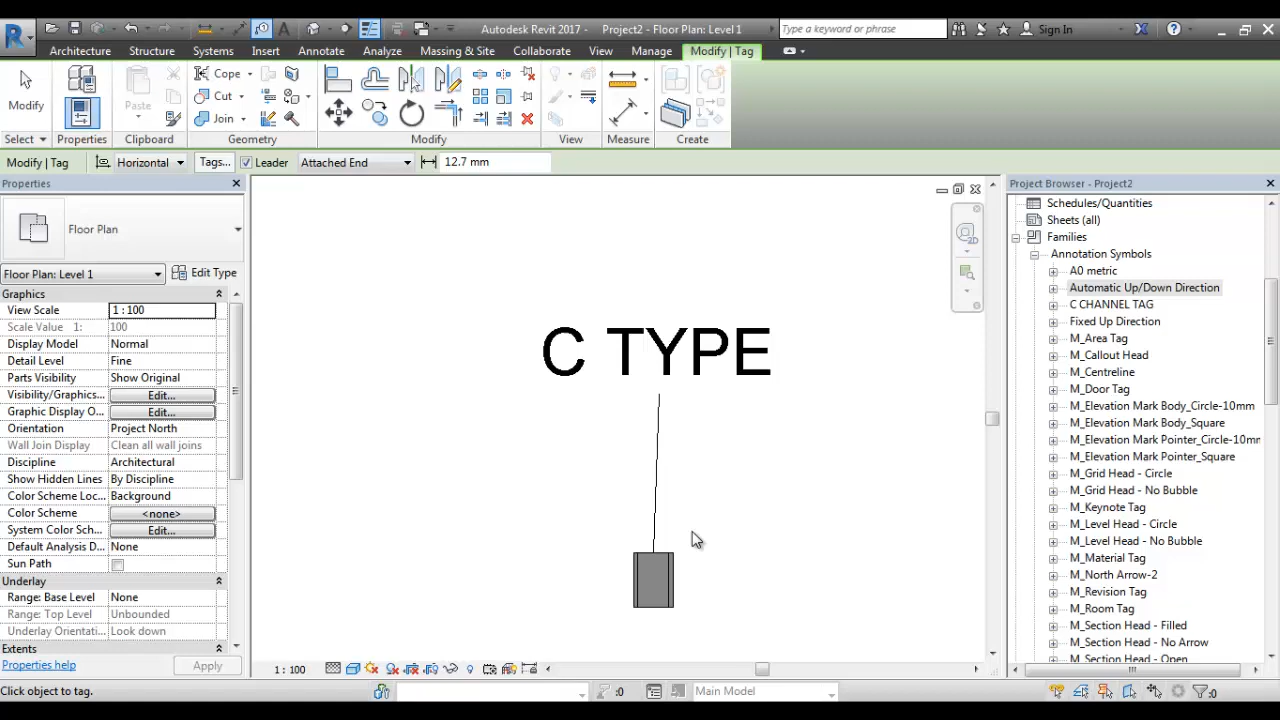 Autodesk Revit 2017 - Project2 - Floor Plan: Level 1
Type a keyword or phrase
Sign In
Architecture Structure Systems Insert Annotate Analyze Massing & Site Collaborate View Manage Modify | Tag
Modify
Paste
Cope
Cut
Join
Select Properties Clipboard Geometry Modify View Measure Create
Modify | Tag Horizontal Tags... Leader Attached End 12.7 mm
Properties
Floor Plan
Floor Plan: Level 1 Edit Type
Graphics
View Scale 1 : 100
Scale Value 1: 100
Display Model Normal
Detail Level Fine
Parts Visibility Show Original
Visibility/Graphics... Edit...
Graphic Display O... Edit...
Orientation Project North
Wall Join Display Clean all wall joins
Discipline Architectural
Show Hidden Lines By Discipline
Color Scheme Loc... Background
Color Scheme <none>
System Color Sch... Edit...
Default Analysis D... None
Sun Path
Underlay
Range: Base Level None
Range: Top Level Unbounded
Underlay Orientati... Look down
Extents
Properties help Apply
C TYPE
2D
1 : 100
Project Browser - Project2
Schedules/Quantities
Sheets (all)
Families
Annotation Symbols
A0 metric
Automatic Up/Down Direction
C CHANNEL TAG
Fixed Up Direction
M_Area Tag
M_Callout Head
M_Centreline
M_Door Tag
M_Elevation Mark Body_Circle-10mm
M_Elevation Mark Body_Square
M_Elevation Mark Pointer_Circle-10mm
M_Elevation Mark Pointer_Square
M_Grid Head - Circle
M_Grid Head - No Bubble
M_Keynote Tag
M_Level Head - Circle
M_Level Head - No Bubble
M_Material Tag
M_North Arrow-2
M_Revision Tag
M_Room Tag
M_Section Head - Filled
M_Section Head - No Arrow
M_Section Head - Open
Click object to tag. :0 Main Model :0